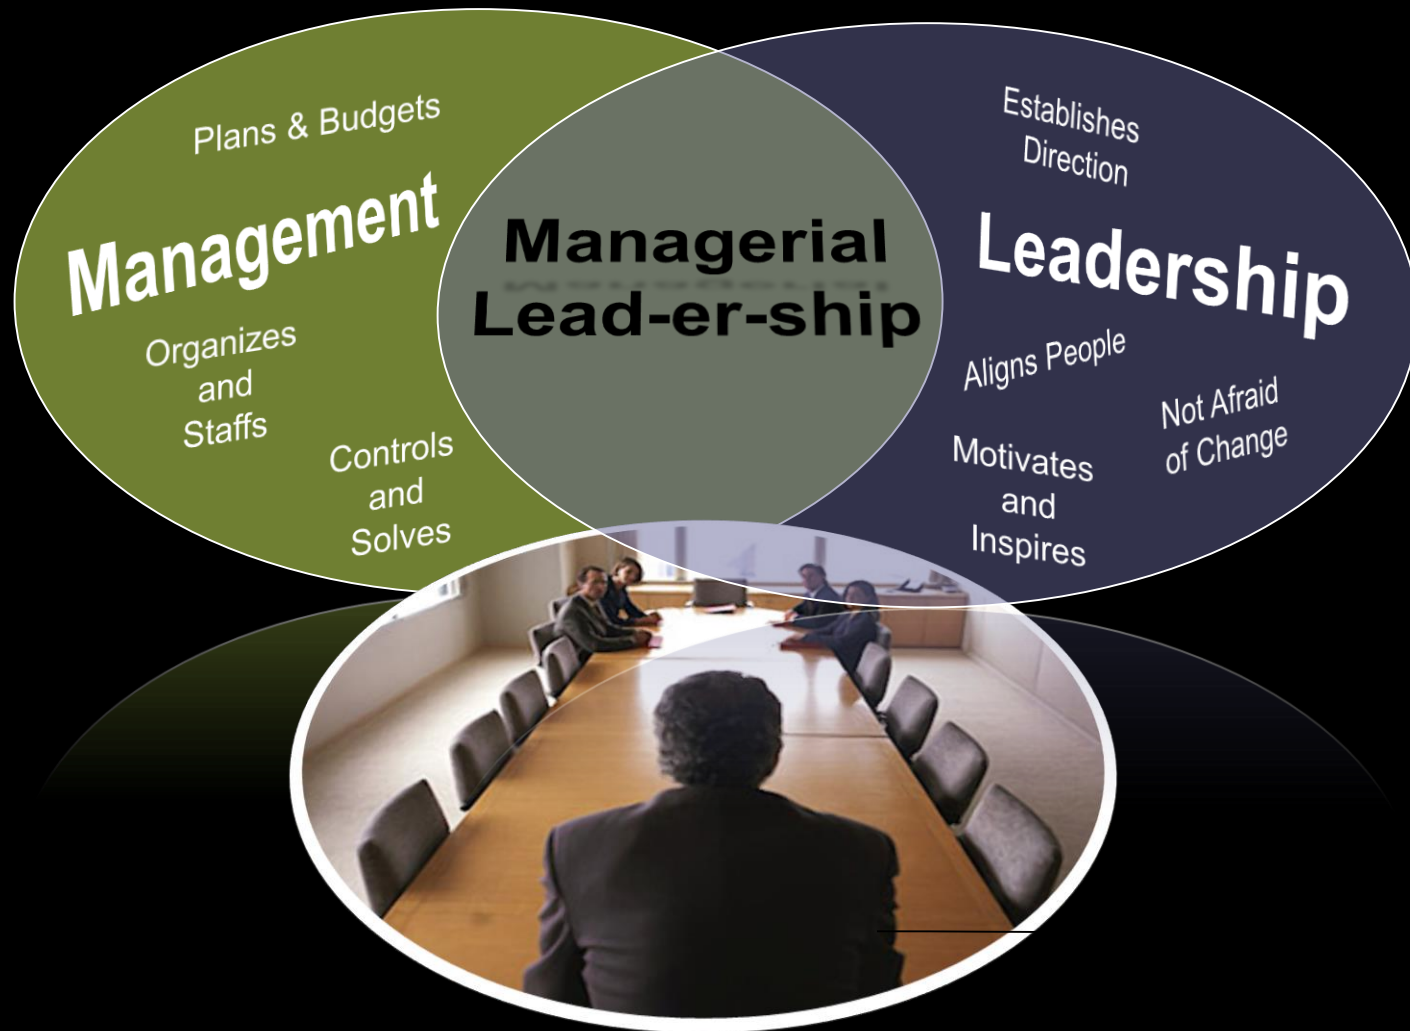 Plans & Budgets
Management
Organizes
and
Staffs
Controls
and
Solves
Managerial
Lead-er-ship
Establishes
Direction
Leadership
Aligns People
Not Afraid
of Change
Motivates
and
Inspires